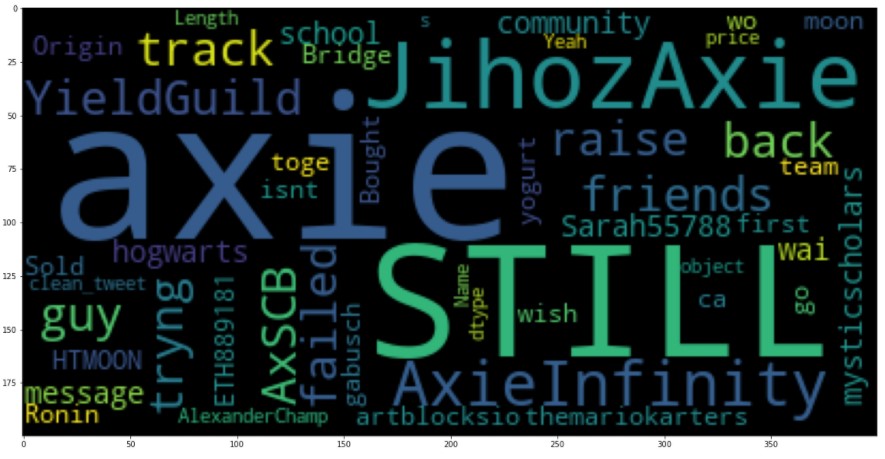 0
25
50
75
100
125
150
175
0 50 100 150 200 250 300 350
Length
s
community
wo
moon
Origin
track
school
Yeah
price
Bridge
YieldGuild
JihozAxie
axie
toge
isnt
Bought
yogurt
raise
back
team
friends
Sarah55788
first
mysticscholars
hogwarts
Sold
clean_tweet
STILL
object
wai
guy
tryng
ETH889181
AxSCB
failed
gabusch
Name
dtype
wish
ca
go
HTMOON
message
AxieInfinity
Ronin
AlexanderChamp
artblocksio
themariokarters